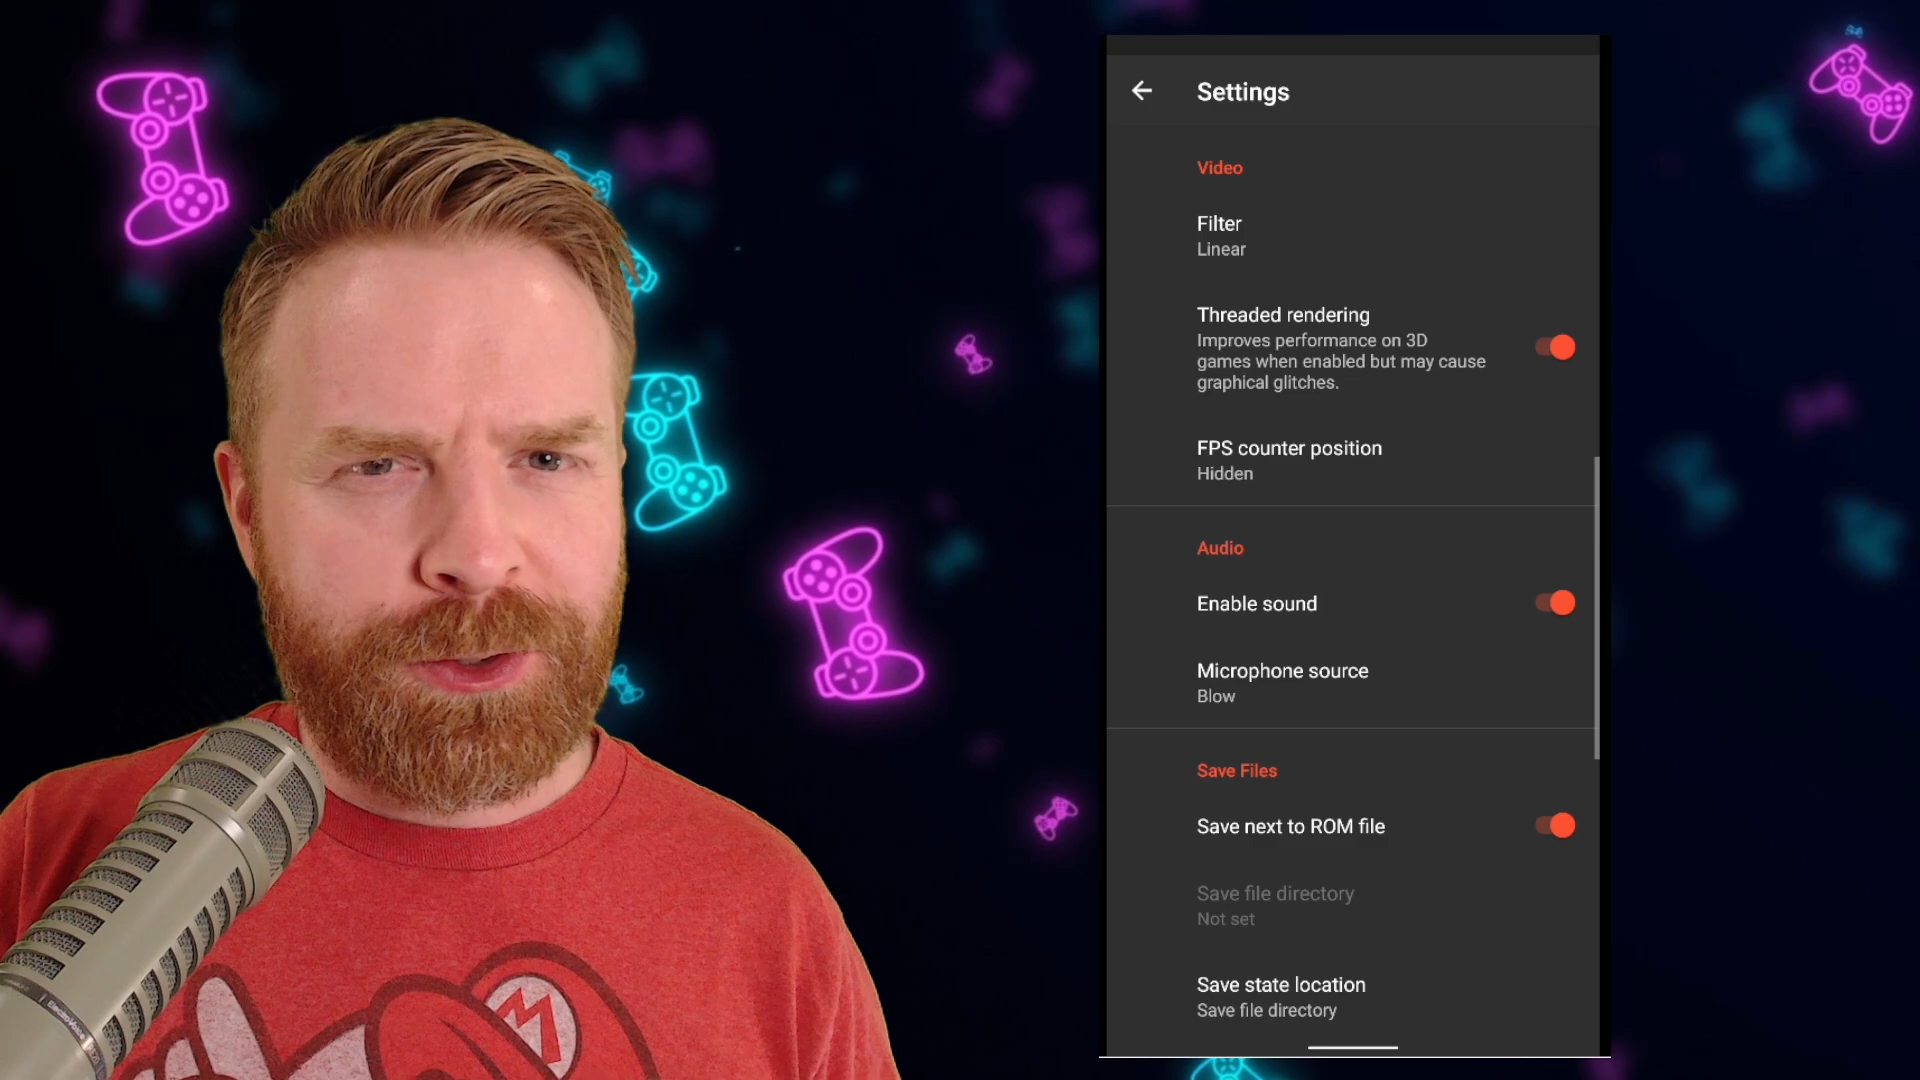 Settings
Video
Filter
Linear
Threaded rendering
Improves performance on 3D
games when enabled but may cause
graphical glitches.
FPS counter position
Hidden
Audio
Enable sound
Microphone source
Blow
Save Files
Save next to ROM file
Save file directory
Not set
Save state location
Save file directory
M